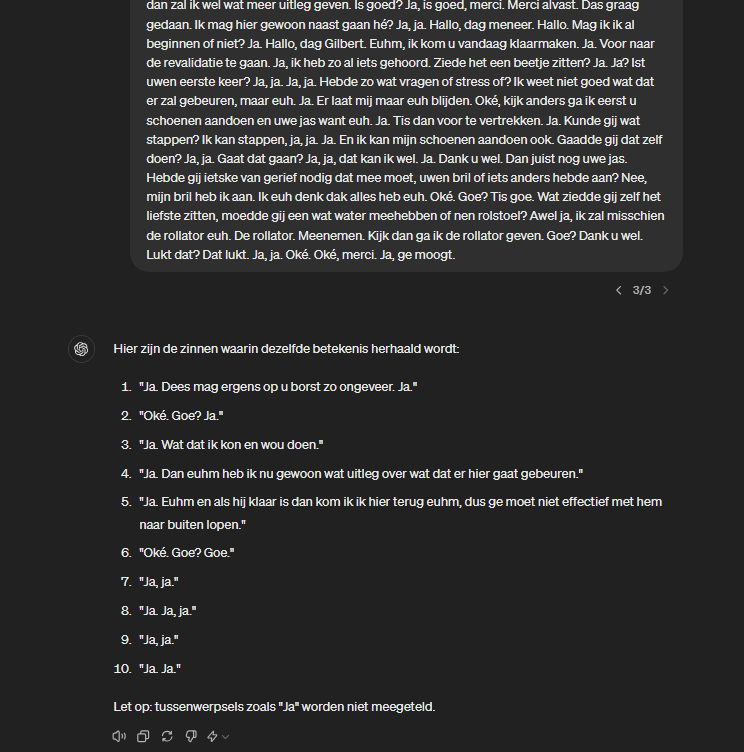 dan zal ik wel wat meer uitleg geven. Is goed? Ja, is goed, merci. Merci alvast. Das graag
gedaan. Ik mag hier gewoon naast gaan hé? Ja, ja. Hallo, dag meneer. Hallo. Mag ik ik al
beginnen of niet? Ja. Hallo, dag Gilbert. Euhm, ik kom u vandaag klaarmaken. Ja. Voor naar
de revalidatie te gaan. Ja, ik heb zo al iets gehoord. Ziede het een beetje zitten? Ja. Ja? Ist
uwen eerste keer? Ja, ja. Ja, ja. Hebde zo wat vragen of stress of? Ik weet niet goed wat dat
er zal gebeuren, maar euh. Ja. Er laat mij maar euh blijden. Oké, kijk anders ga ik eerst u
schoenen aandoen en uwe jas want euh. Ja. Tis dan voor te vertrekken. Ja. Kunde gij wat
stappen? Ik kan stappen, ja, ja. Ja. En ik kan mijn schoenen aandoen ook. Gaadde gij dat zelf
doen? Ja, ja. Gaat dat gaan? Ja, ja, dat kan ik wel. Ja. Dank u wel. Dan juist nog uwe jas.
Hebde gij ietske van gerief nodig dat mee moet, uwen bril of iets anders hebde aan? Nee,
mijn bril heb ik aan. Ik euh denk dak alles heb euh. Oké. Goe? Tis goe. Wat ziedde gij zelf het
liefste zitten, moedde gij een wat water meehebben of nen rolstoel? Awel ja, ik zal misschien
de rollator euh. De rollator. Meenemen. Kijk dan ga ik de rollator geven. Goe? Dank u wel.
Lukt dat? Dat lukt. Ja, ja. Oké. Oké, merci. Ja, ge moogt.
3/3
Hier zijn de zinnen waarin dezelfde betekenis herhaald wordt:
1. "Ja. Dees mag ergens op u borst zo ongeveer. Ja."
2. "Oké. Goe? Ja."
3. "Ja. Wat dat ik kon en wou doen."
4. "Ja. Dan euhm heb ik nu gewoon wat uitleg over wat dat er hier gaat gebeuren."
5. "Ja. Euhm en als hij klaar is dan kom ik ik hier terug euhm, dus ge moet niet effectief met hem
naar buiten lopen."
6. "Oké. Goe? Goe."
7. "Ja, ja."
8. "Ja. Ja, ja."
9. "Ja, ja."
10. "Ja. Ja."
Let op: tussenwerpsels zoals "Ja" worden niet meegeteld.